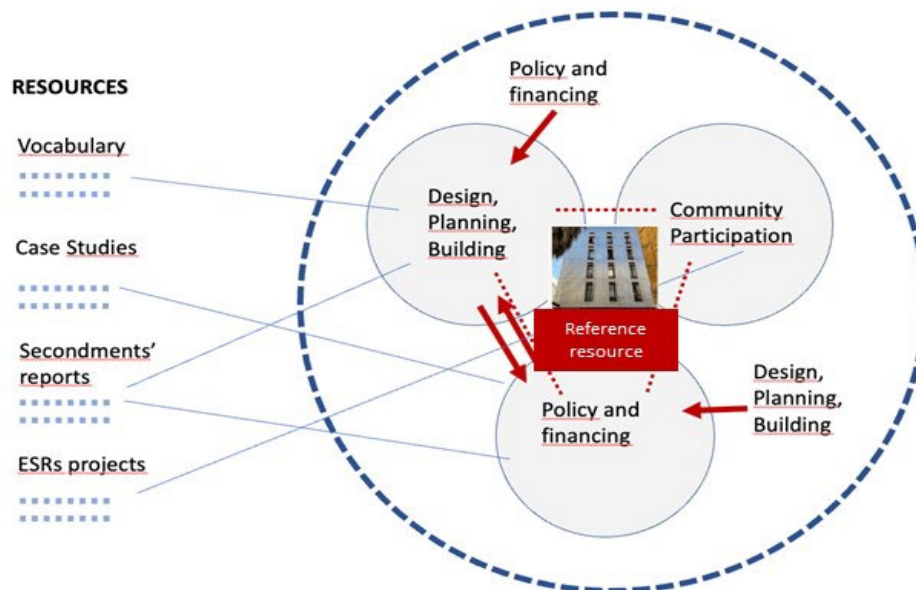 RESOURCES
Vocabulary
Case Studies
Secondments'
reports
ESRs projects
Policy and
financing
Design,
Planning,
Building
Community
Participation
Reference
resource
Policy and
financing
Design,
Planning,
Building